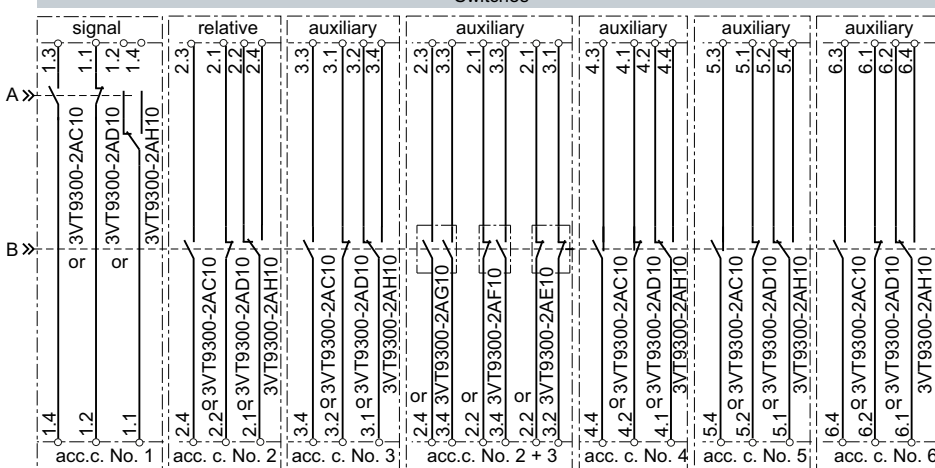 Switches
signal
relative
auxiliary
auxiliary
auxiliary
auxiliary
auxiliary
1.3
1.1
1.2
1.4
2.3
2.1
2.2
2.4
3.3
3.1
3.2
3.4
2.3
3.3
2.1
3.3
2.1
3.1
4.3
4.1
4.2
4.4
5.3
5.1
5.2
5.4
6.3
6.1
6.2
6.4
A
3VT9300-2AC10
3VT9300-2AD10
3VT9300-2AH10
B
or
or
or 3VT9300-2AC10
or 3VT9300-2AD10
3VT9300-2AH10
or 3VT9300-2AC10
or 3VT9300-2AD10
3VT9300-2AH10
or
3VT9300-2AG10
or
3VT9300-2AF10
or
3VT9300-2AE10
or 3VT9300-2AC10
or 3VT9300-2AD10
3VT9300-2AH10
or 3VT9300-2AC10
or 3VT9300-2AD10
3VT9300-2AH10
or 3VT9300-2AC10
or 3VT9300-2AD10
3VT9300-2AH10
1.4
1.2
1.1
2.4
2.2
2.1
3.4
3.2
3.1
2.4
3.4
2.2
3.4
2.2
3.2
4.4
4.2
4.1
5.4
5.2
5.1
6.4
6.2
6.1
acc.c. No. 1
acc. c. No. 2
acc. c. No. 3
acc.c. No. 2 + 3
acc. c. No. 4
acc. c. No. 5
acc. c. No. 6